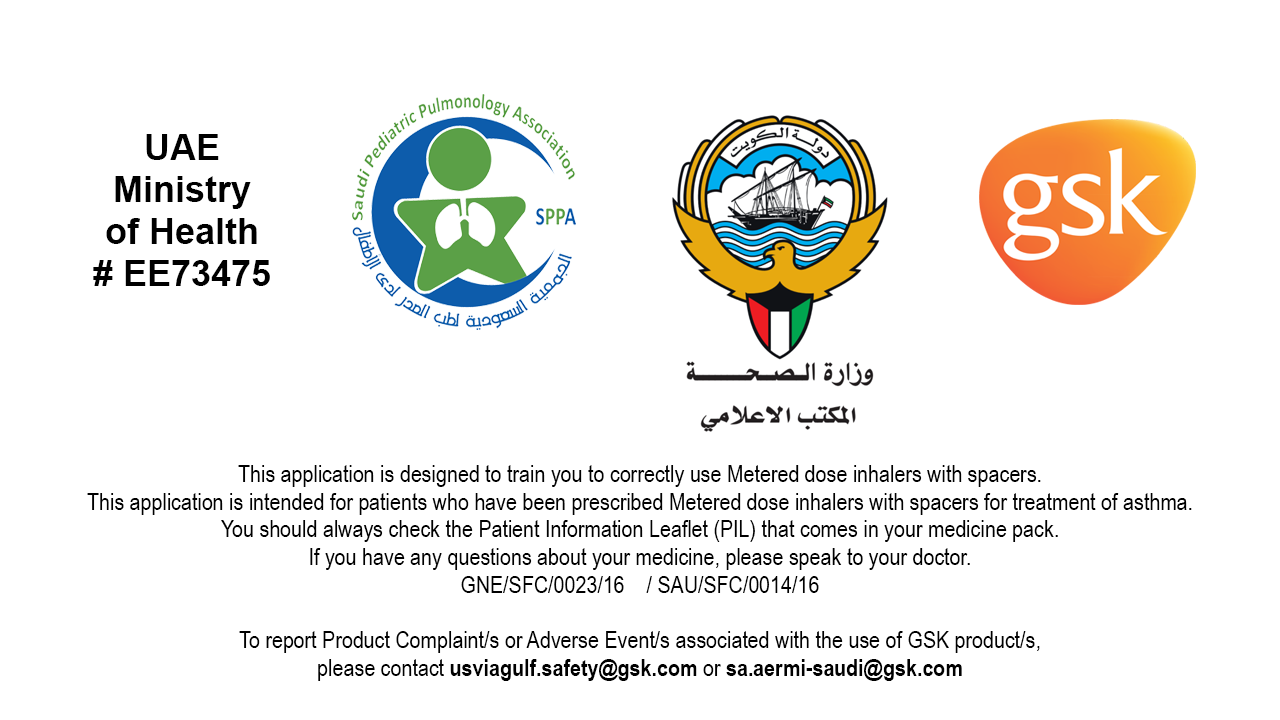 UAE
Ministry
of Health
# EE73475
Saudi Pediatric Pulmonology Association
SPPA
الجمعية السعودية لطب الصدر لدى الأطفال
دولة الكويت
وزارة الصحة
المكتب الاعلامي
gsk
This application is designed to train you to correctly use Metered dose inhalers with spacers.
This application is intended for patients who have been prescribed Metered dose inhalers with spacers for treatment of asthma.
You should always check the Patient Information Leaflet (PIL) that comes in your medicine pack.
If you have any questions about your medicine, please speak to your doctor.
GNE/SFC/0023/16 / SAU/SFC/0014/16
To report Product Complaint/s or Adverse Event/s associated with the use of GSK product/s,
please contact usviagulf.safety@gsk.com or sa.aermi-saudi@gsk.com